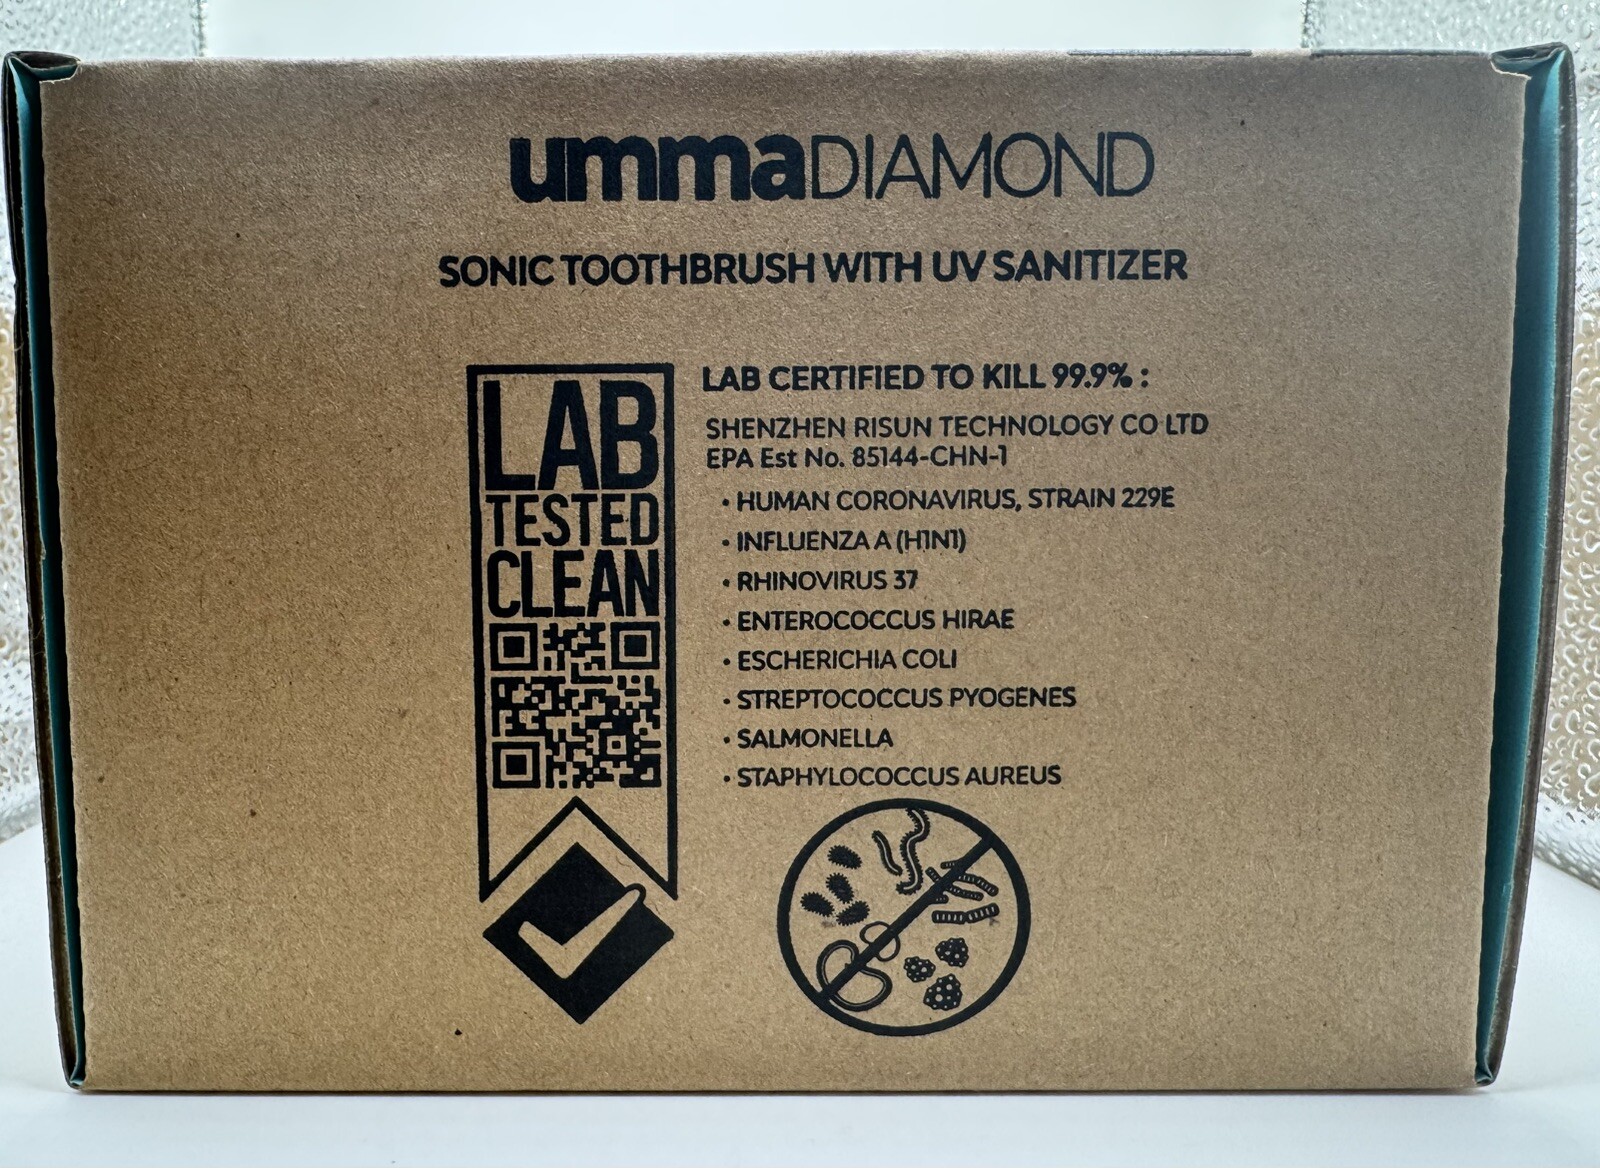 ummaDIAMOND
SONIC TOOTHBRUSH WITH UV SANITIZER
LAB
TESTED
CLEAN
LAB CERTIFIED TO KILL 99.9% :
SHENZHEN RISUN TECHNOLOGY CO LTD
EPA Est No. 85144-CHN-1
• HUMAN CORONAVIRUS, STRAIN 229E
• INFLUENZA A (H1N1)
• RHINOVIRUS 37
• ENTEROCOCCUS HIRAE
• ESCHERICHIA COLI
• STREPTOCOCCUS PYOGENES
• SALMONELLA
• STAPHYLOCOCCUS AUREUS